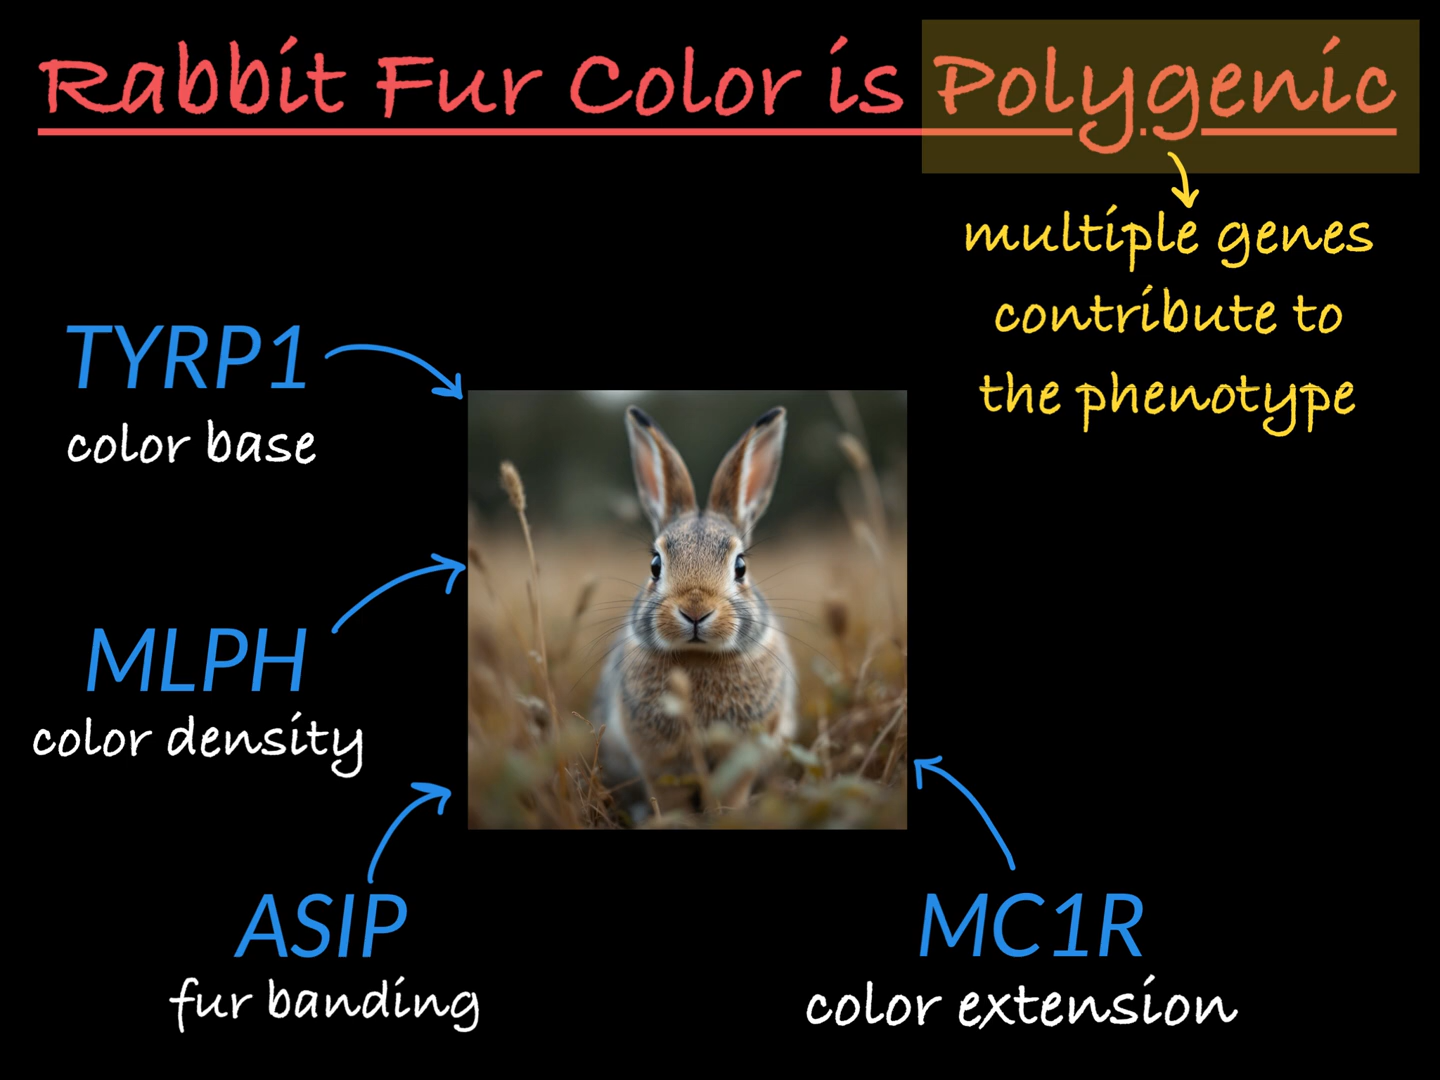 Rabbit Fur Color is Polygenic
multiple genes
contribute to
the phenotype
TYRP1
color base
MLPH
color density
ASIP
fur banding
MC1R
color extension